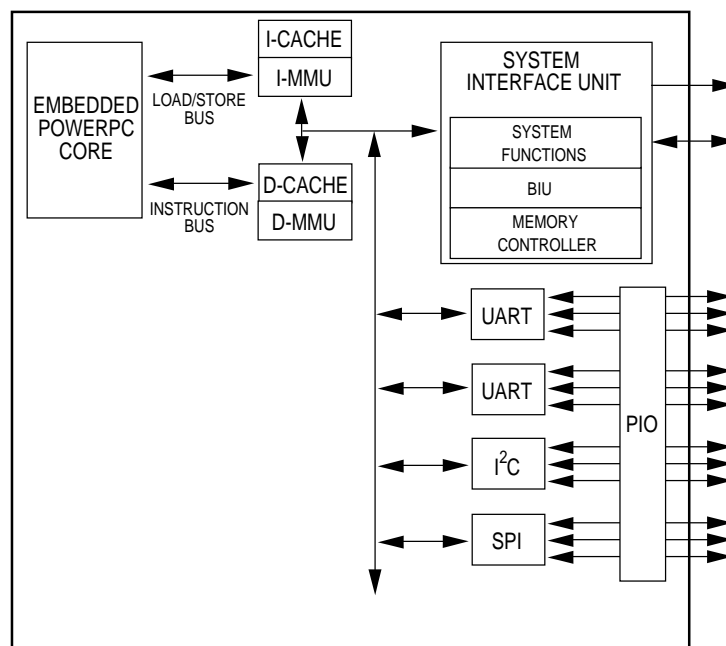 I-CACHE
I-MMU
EMBEDDED
POWERPC
CORE
LOAD/STORE
BUS
D-CACHE
D-MMU
INSTRUCTION
BUS
SYSTEM
INTERFACE UNIT
SYSTEM
FUNCTIONS
BIU
MEMORY
CONTROLLER
UART
UART
I²C
SPI
PIO